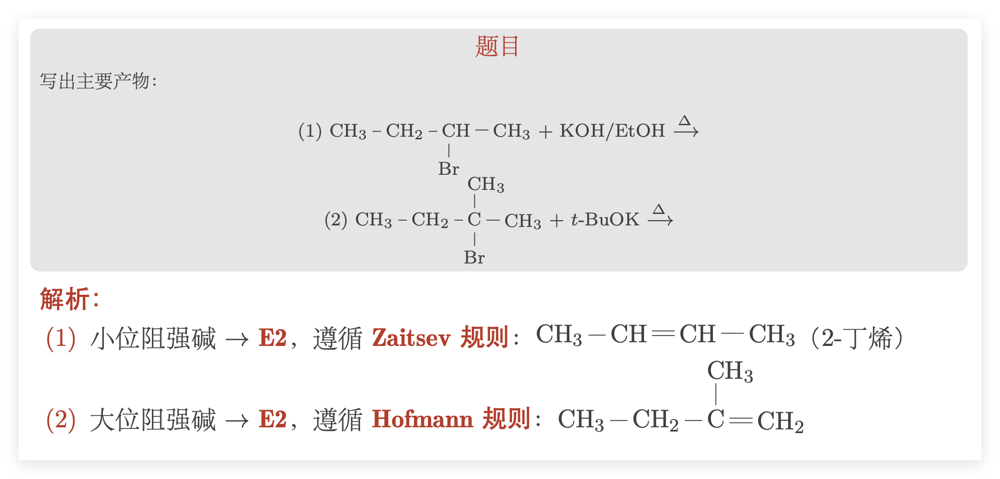 题目
写出主要产物：
(1) CH₃－CH₂－CH－CH₃ + KOH/EtOH —Δ→
|
Br
CH₃
|
(2) CH₃－CH₂－C－CH₃ + t-BuOK —Δ→
|
Br
解析：
(1) 小位阻强碱 → E2，遵循 Zaitsev 规则：CH₃－CH＝CH－CH₃（2-丁烯）
CH₃
|
(2) 大位阻强碱 → E2，遵循 Hofmann 规则：CH₃－CH₂－C＝CH₂